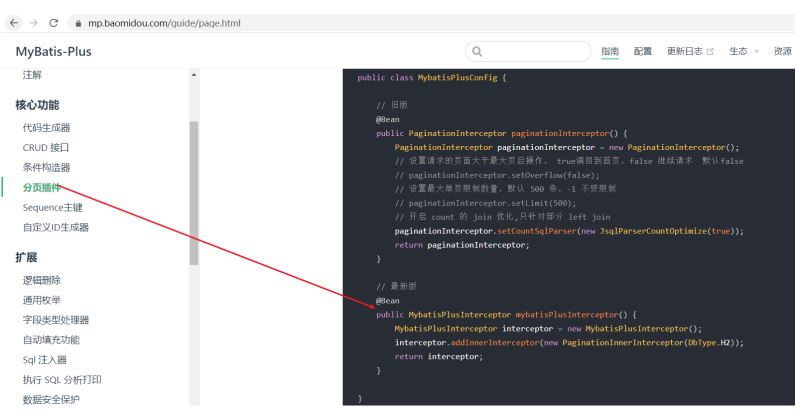 mp.baomidou.com/guide/page.html
MyBatis-Plus
指南 配置 更新日志 生态 资源
注解
核心功能
代码生成器
CRUD 接口
条件构造器
分页插件
Sequence主键
自定义ID生成器
扩展
逻辑删除
通用枚举
字段类型处理器
自动填充功能
Sql 注入器
执行 SQL 分析打印
数据安全保护
public class MybatisPlusConfig {
// 旧版
@Bean
public PaginationInterceptor paginationInterceptor() {
PaginationInterceptor paginationInterceptor = new PaginationInterceptor();
// 设置请求的页面大于最大页后操作, true调回到首页, false 继续请求 默认false
// paginationInterceptor.setOverflow(false);
// 设置最大单页限制数量, 默认 500 条, -1 不受限制
// paginationInterceptor.setLimit(500);
// 开启 count 的 join 优化,只针对部分 left join
paginationInterceptor.setCountSqlParser(new JsqlParserCountOptimize(true));
return paginationInterceptor;
}
// 最新版
@Bean
public MybatisPlusInterceptor mybatisPlusInterceptor() {
MybatisPlusInterceptor interceptor = new MybatisPlusInterceptor();
interceptor.addInnerInterceptor(new PaginationInnerInterceptor(DbType.H2));
return interceptor;
}
}